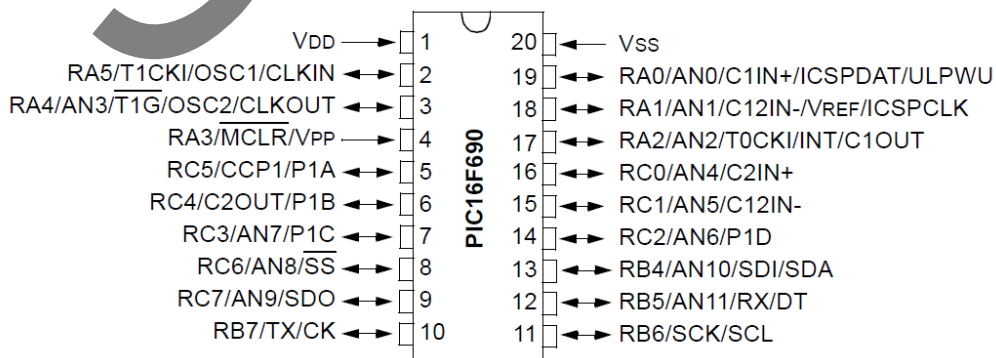 VDD 1 20 VSS
RA5/T1CKI/OSC1/CLKIN 2 19 RA0/AN0/C1IN+/ICSPDAT/ULPWU
RA4/AN3/T1G/OSC2/CLKOUT 3 18 RA1/AN1/C12IN-/VREF/ICSPCLK
RA3/MCLR/VPP 4 17 RA2/AN2/T0CKI/INT/C1OUT
RC5/CCP1/P1A 5 16 RC0/AN4/C2IN+
RC4/C2OUT/P1B 6 15 RC1/AN5/C12IN-
RC3/AN7/P1C 7 14 RC2/AN6/P1D
RC6/AN8/SS 8 13 RB4/AN10/SDI/SDA
RC7/AN9/SDO 9 12 RB5/AN11/RX/DT
RB7/TX/CK 10 11 RB6/SCK/SCL
PIC16F690